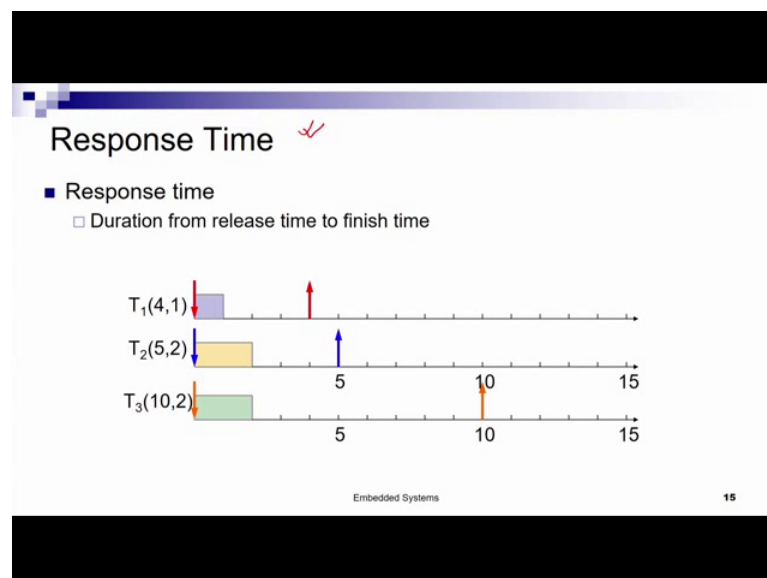 Response Time
Response time
Duration from release time to finish time
T₁(4,1)
T₂(5,2)
5 10 15
T₃(10,2)
5 10 15
Embedded Systems 15